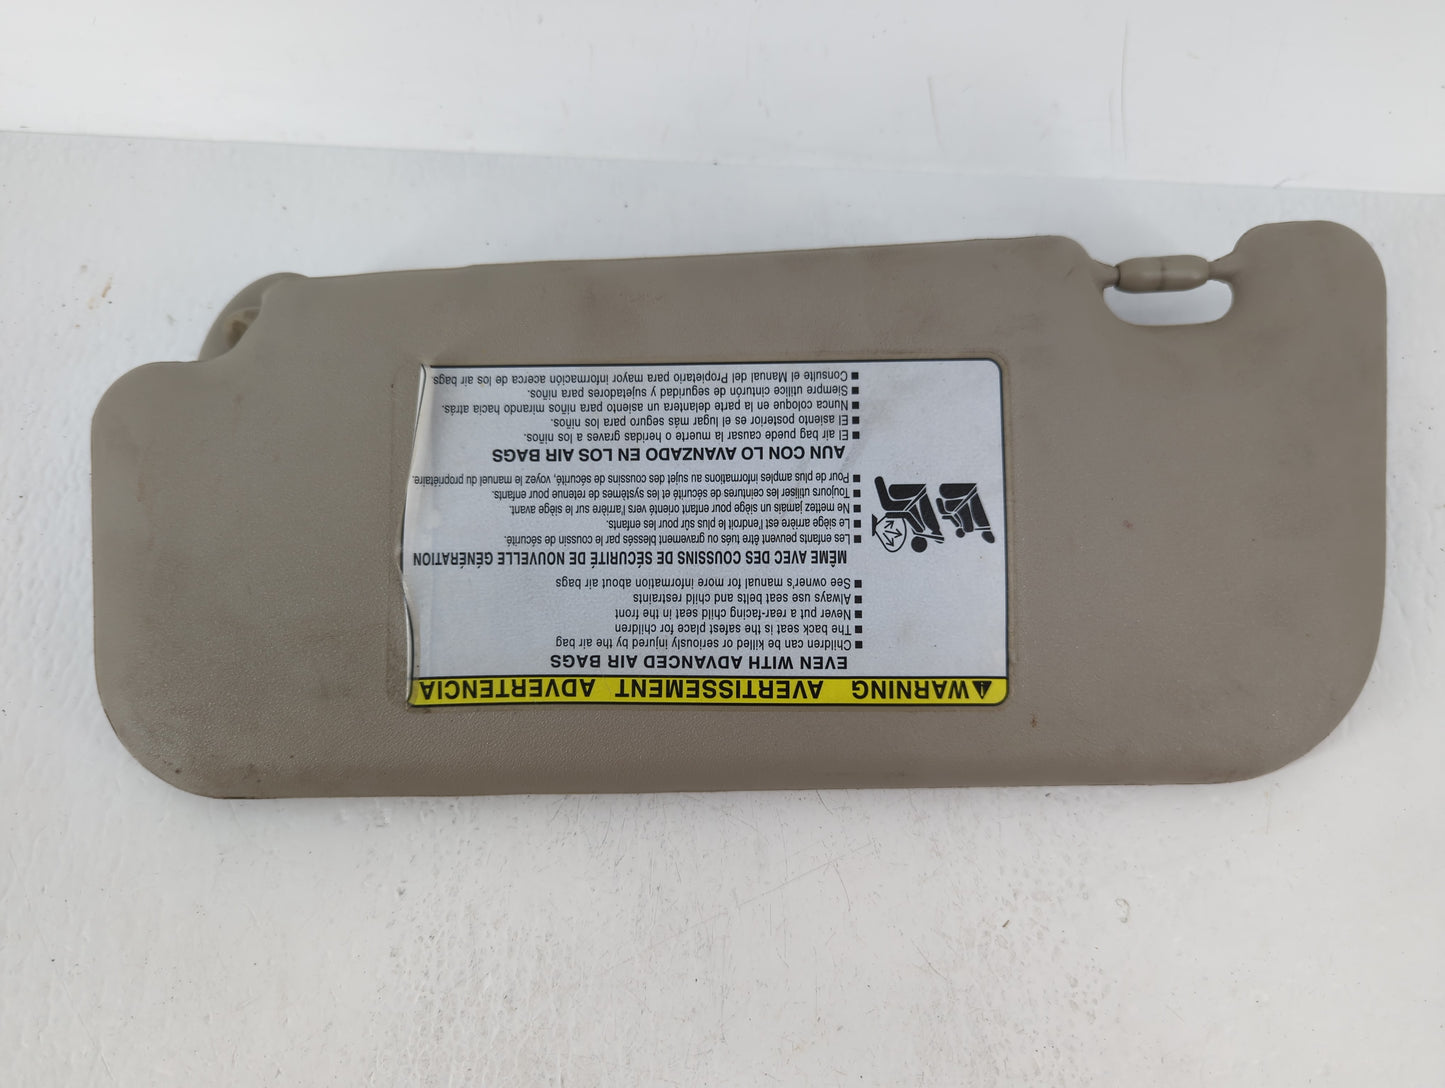 WARNING AVERTISSEMENT ADVERTENCIA
EVEN WITH ADVANCED AIR BAGS
■ Children can be killed or seriously injured by the air bag
■ The back seat is the safest place for children
■ Never put a rear-facing child seat in the front
■ Always use seat belts and child restraints
■ See owner's manual for more information about air bags
MÊME AVEC DES COUSSINS DE SÉCURITÉ DE NOUVELLE GÉNÉRATION
■ Les enfants peuvent être tués ou gravement blessés par le coussin de sécurité.
■ Le siège arrière est l'endroit le plus sûr pour les enfants.
■ Ne mettez jamais un siège pour enfant orienté vers l'arrière sur le siège avant.
■ Toujours utiliser les ceintures de sécurité et les systèmes de retenue pour enfants.
■ Pour de plus amples informations au sujet des coussins de sécurité, voyez le manuel du propriétaire.
AUN CON LO AVANZADO EN LOS AIR BAGS
■ El air bag puede causar la muerte o heridas graves a los niños.
■ El asiento posterior es el lugar más seguro para los niños.
■ Nunca coloque en la parte delantera un asiento para niños mirando hacia atrás.
■ Siempre utilice cinturón de seguridad y sujetadores para niños.
■ Consulte el Manual del Propietario para mayor información acerca de los air bags